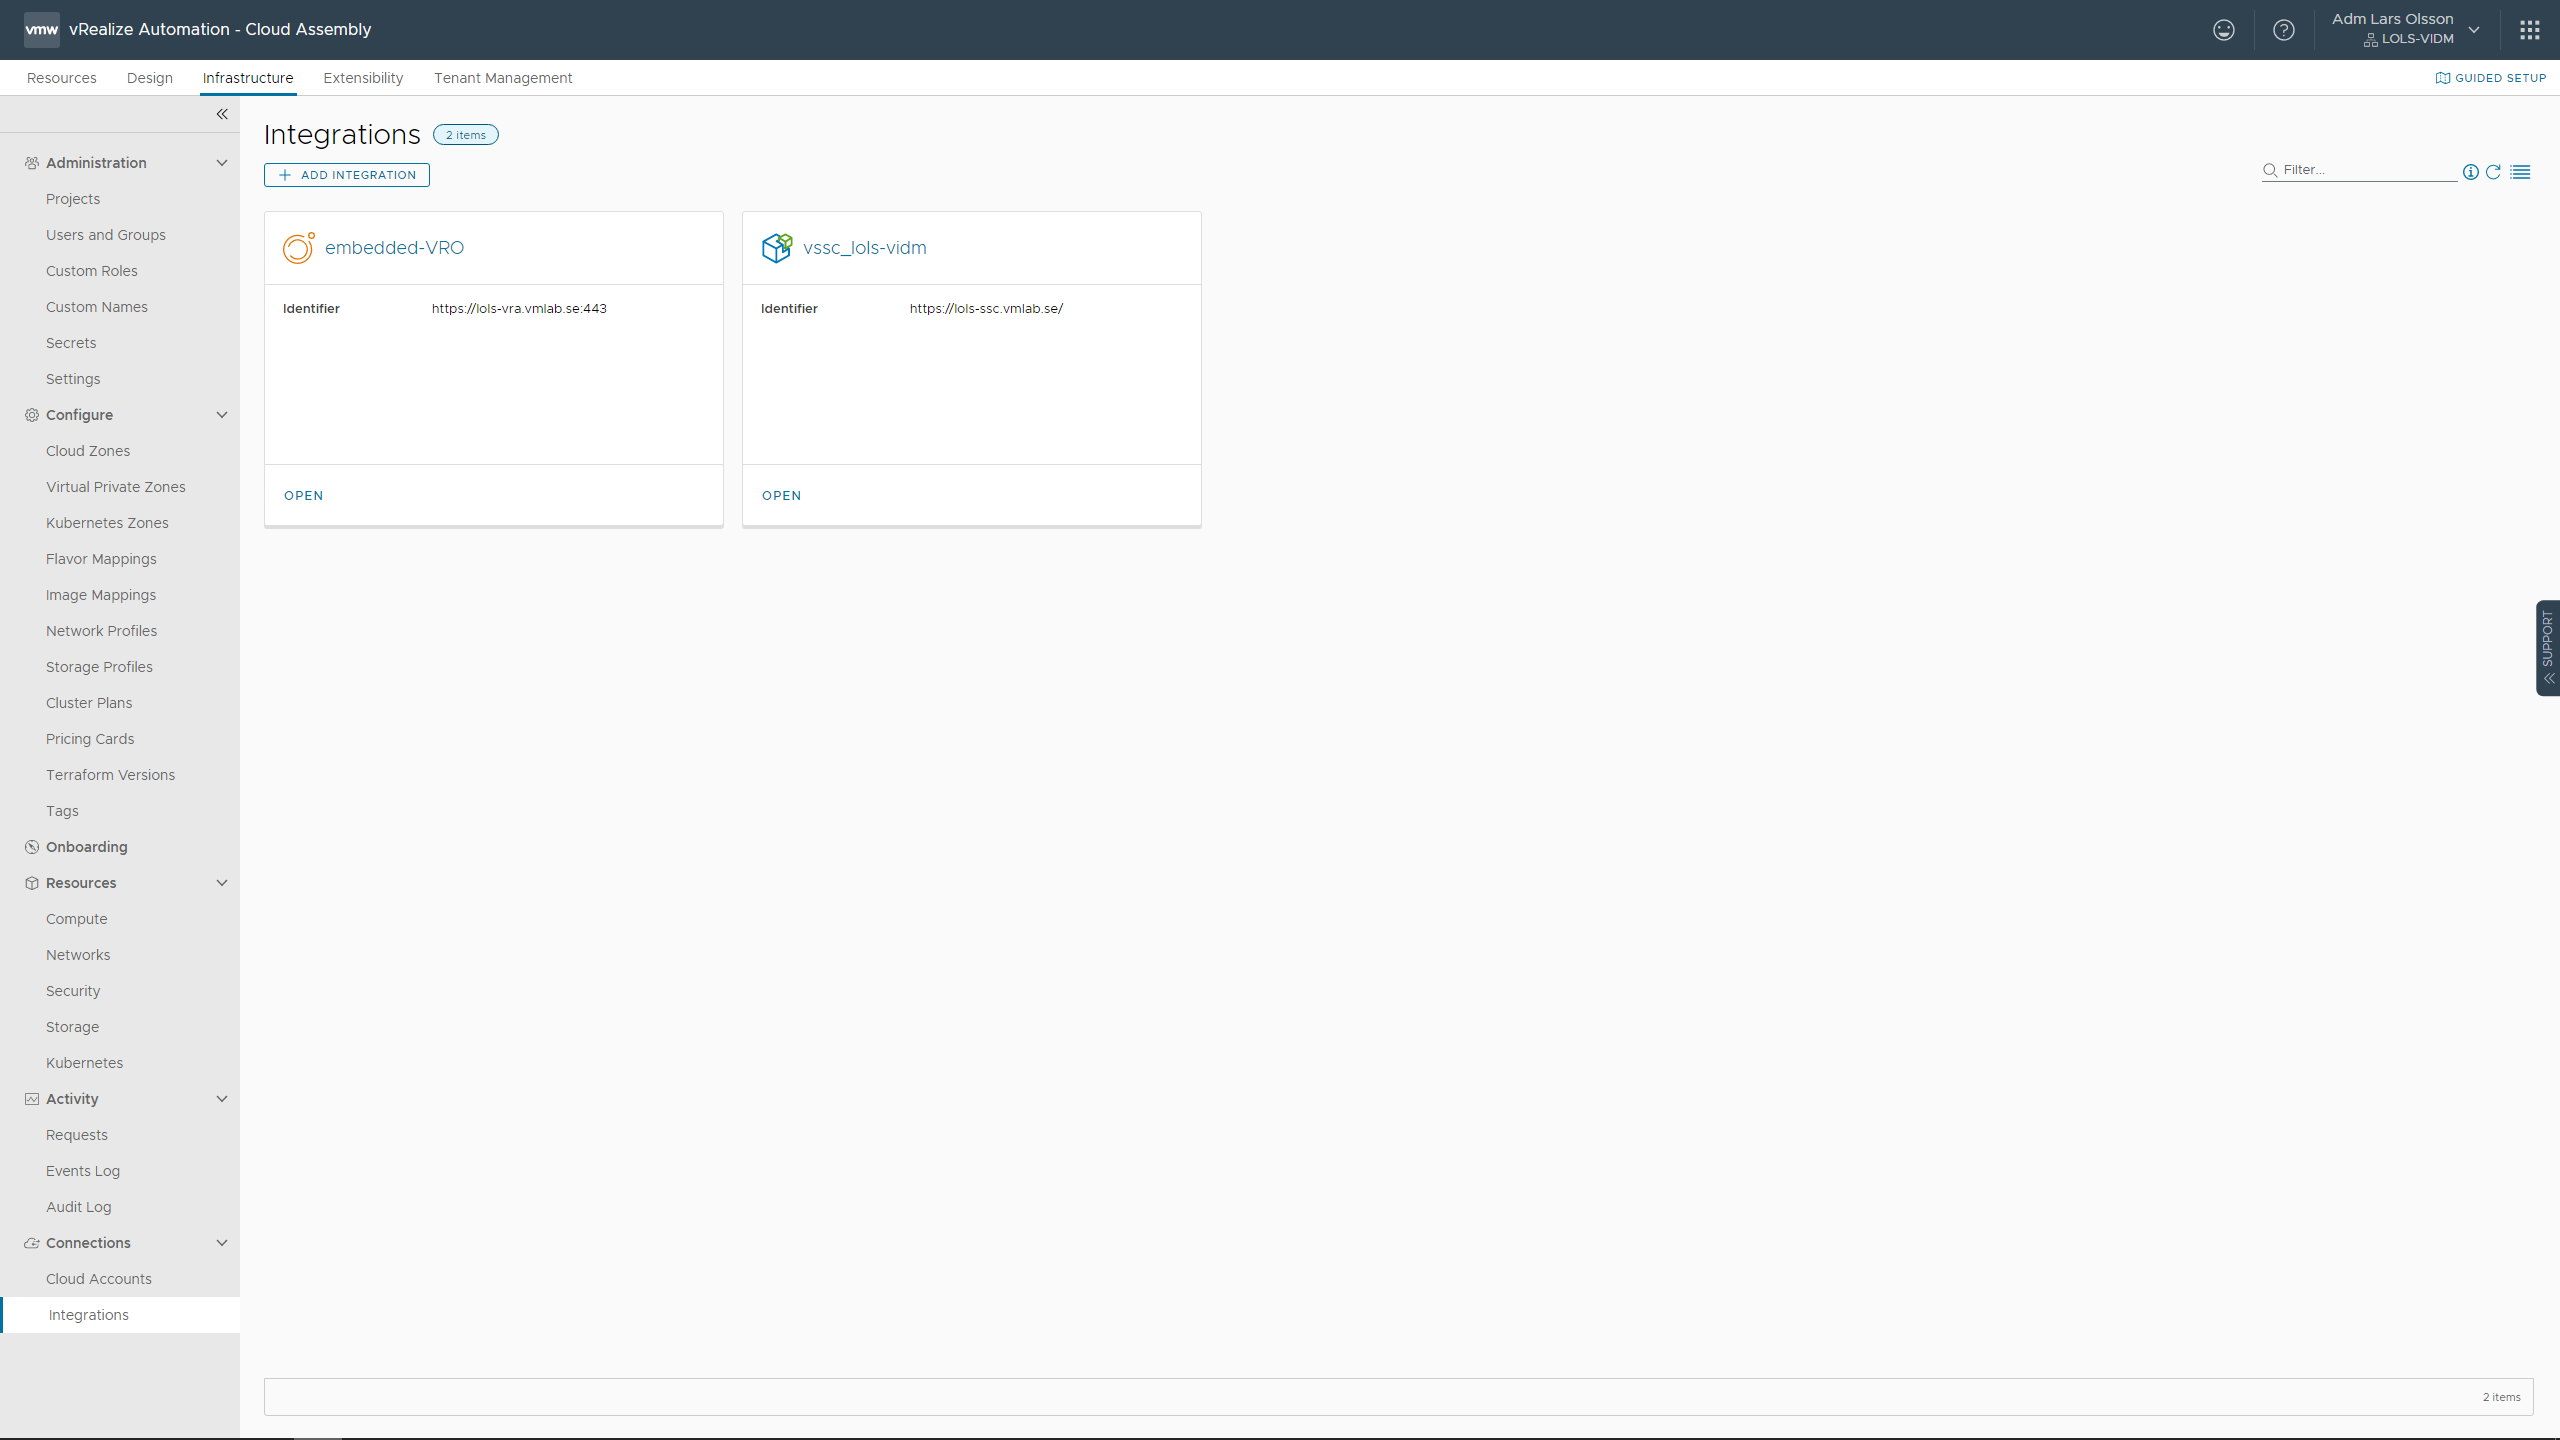 vmw vRealize Automation - Cloud Assembly
Adm Lars Olsson
LOLS-VIDM
Resources Design Infrastructure Extensibility Tenant Management GUIDED SETUP
Administration
Projects
Users and Groups
Custom Roles
Custom Names
Secrets
Settings
Configure
Cloud Zones
Virtual Private Zones
Kubernetes Zones
Flavor Mappings
Image Mappings
Network Profiles
Storage Profiles
Cluster Plans
Pricing Cards
Terraform Versions
Tags
Onboarding
Resources
Compute
Networks
Security
Storage
Kubernetes
Activity
Requests
Events Log
Audit Log
Connections
Cloud Accounts
Integrations
Integrations 2 items
ADD INTEGRATION
Filter...
embedded-VRO
Identifier https://lols-vra.vmlab.se:443
OPEN
vssc_lols-vidm
Identifier https://lols-ssc.vmlab.se/
OPEN
SUPPORT
2 items